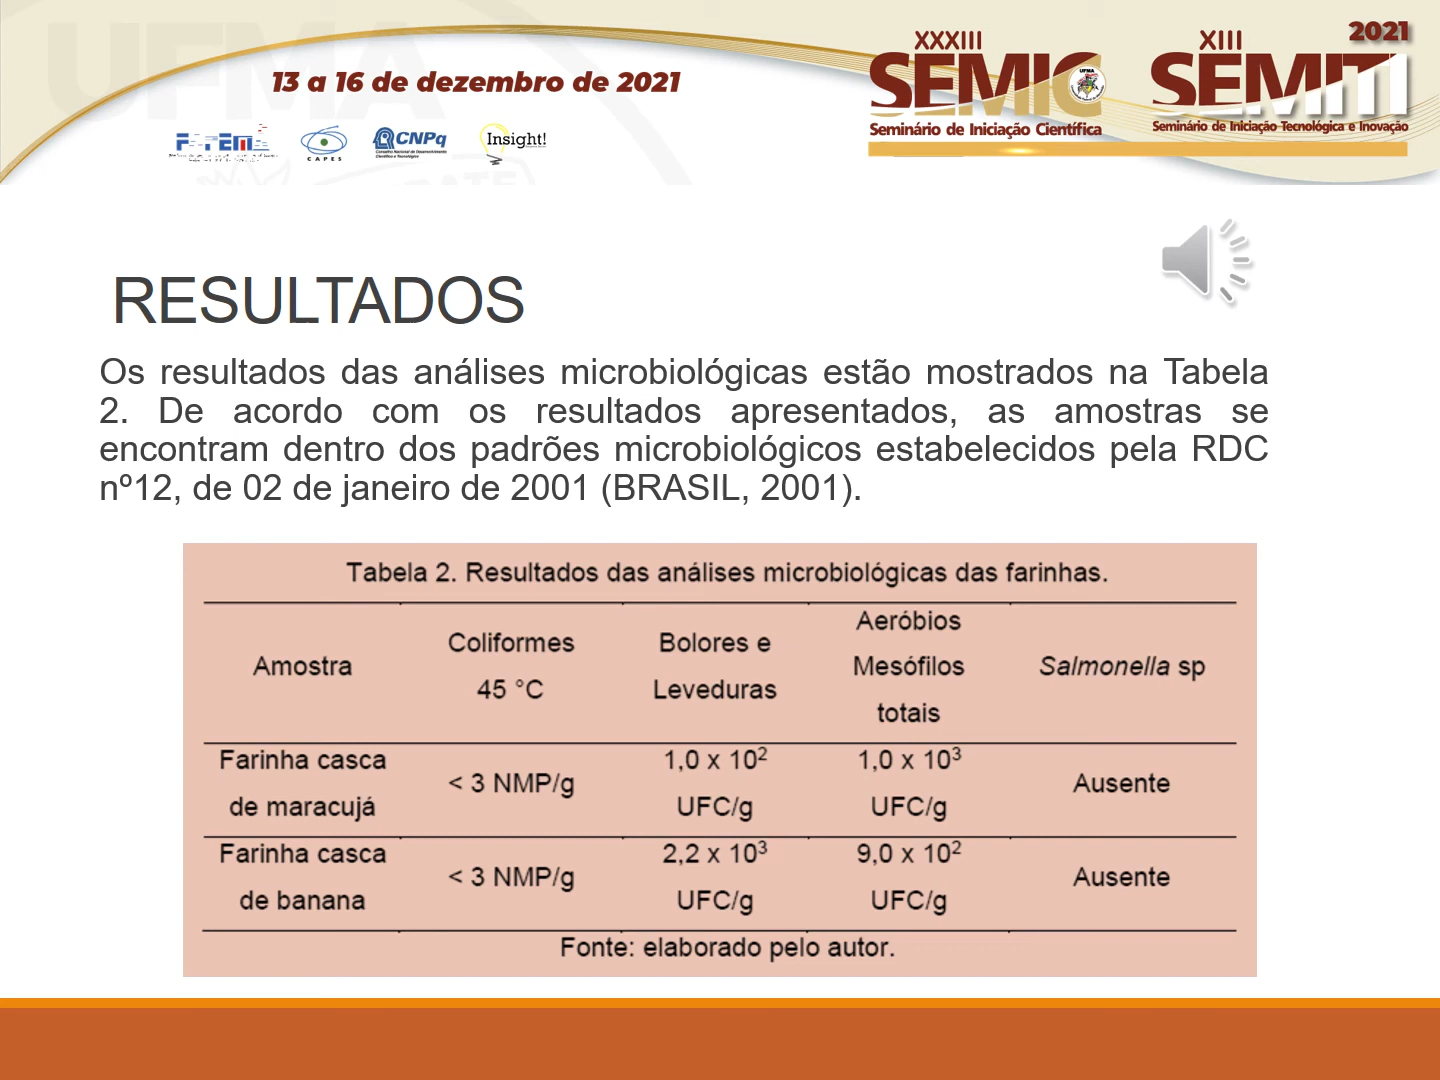 UFMA
13 a 16 de dezembro de 2021
CAPES
CNPq
Insight!
XXXIII
SEMIC
UFMA
Seminário de Iniciação Científica
2021
XIII
SEMITI
Seminário de Iniciação Tecnológica e Inovação
RESULTADOS
Os resultados das análises microbiológicas estão mostrados na Tabela
2. De acordo com os resultados apresentados, as amostras se
encontram dentro dos padrões microbiológicos estabelecidos pela RDC
nº12, de 02 de janeiro de 2001 (BRASIL, 2001).
Tabela 2. Resultados das análises microbiológicas das farinhas.
Amostra
Coliformes
45 °C
Bolores e
Leveduras
Aeróbios
Mesófilos
totais
Salmonella sp
Farinha casca
de maracujá
< 3 NMP/g
1,0 x 10²
UFC/g
1,0 x 10³
UFC/g
Ausente
Farinha casca
de banana
< 3 NMP/g
2,2 x 10³
UFC/g
9,0 x 10²
UFC/g
Ausente
Fonte: elaborado pelo autor.